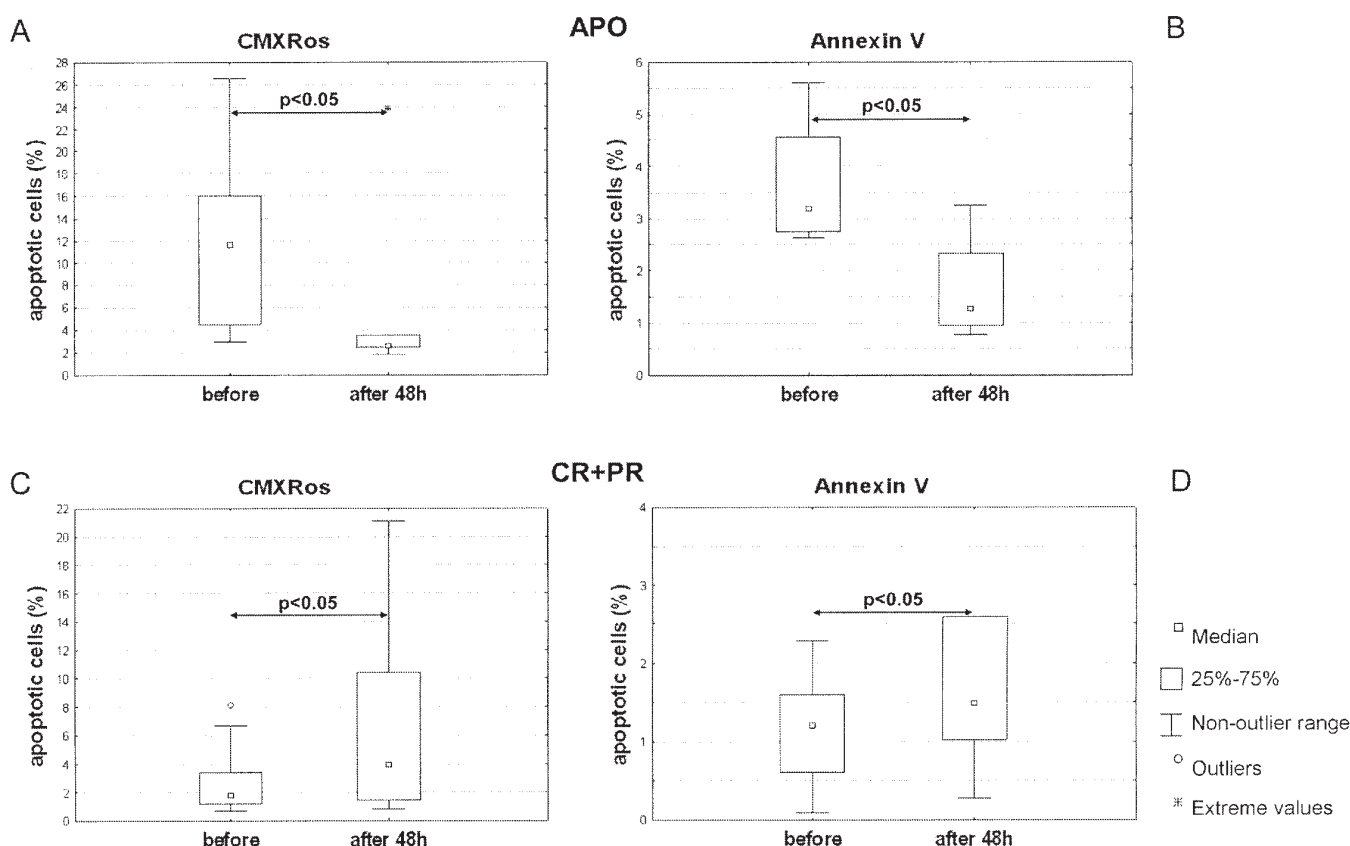 A
APO
B
CMXRos
Annexin V
apoptotic cells (%)
28
26
24
22
20
18
16
14
12
10
8
6
4
2
0
p<0.05
before
after 48h
apoptotic cells (%)
6
5
4
3
2
1
0
p<0.05
before
after 48h
C
CR+PR
D
CMXRos
Annexin V
apoptotic cells (%)
22
20
18
16
14
12
10
8
6
4
2
0
p<0.05
before
after 48h
apoptotic cells (%)
4
3
2
1
0
p<0.05
before
after 48h
Median
25%-75%
Non-outlier range
Outliers
Extreme values